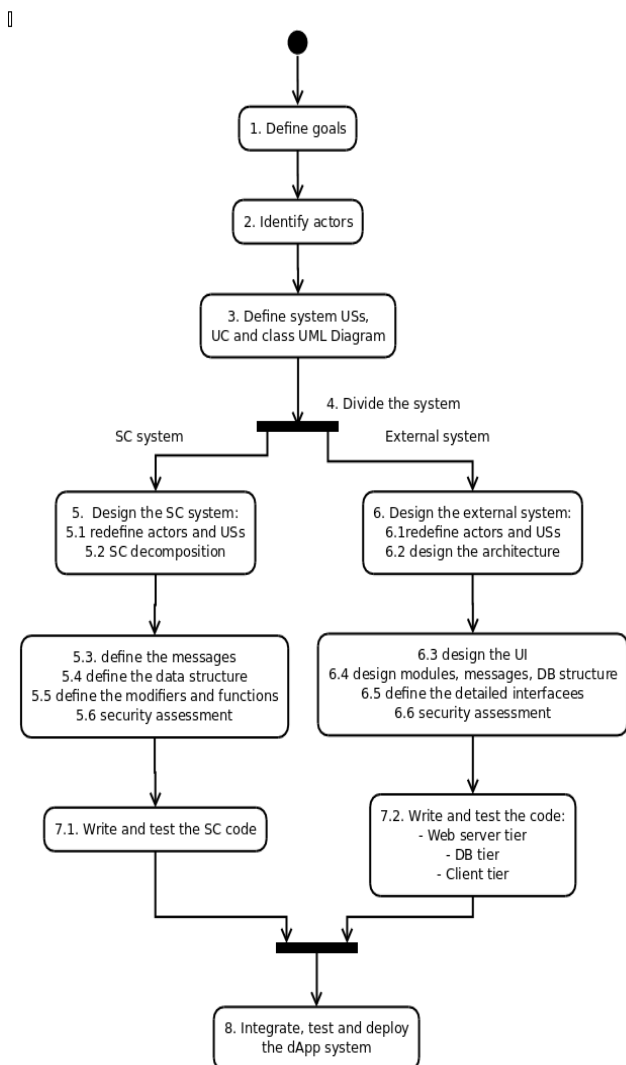 1. Define goals
2. Identify actors
3. Define system USs,
UC and class UML Diagram
4. Divide the system
SC system
External system
5. Design the SC system:
5.1 redefine actors and USs
5.2 SC decomposition
6. Design the external system:
6.1redefine actors and USs
6.2 design the architecture
5.3. define the messages
5.4 define the data structure
5.5 define the modifiers and functions
5.6 security assessment
6.3 design the UI
6.4 design modules, messages, DB structure
6.5 define the detailed interfacees
6.6 security assessment
7.1. Write and test the SC code
7.2. Write and test the code:
- Web server tier
- DB tier
- Client tier
8. Integrate, test and deploy
the dApp system